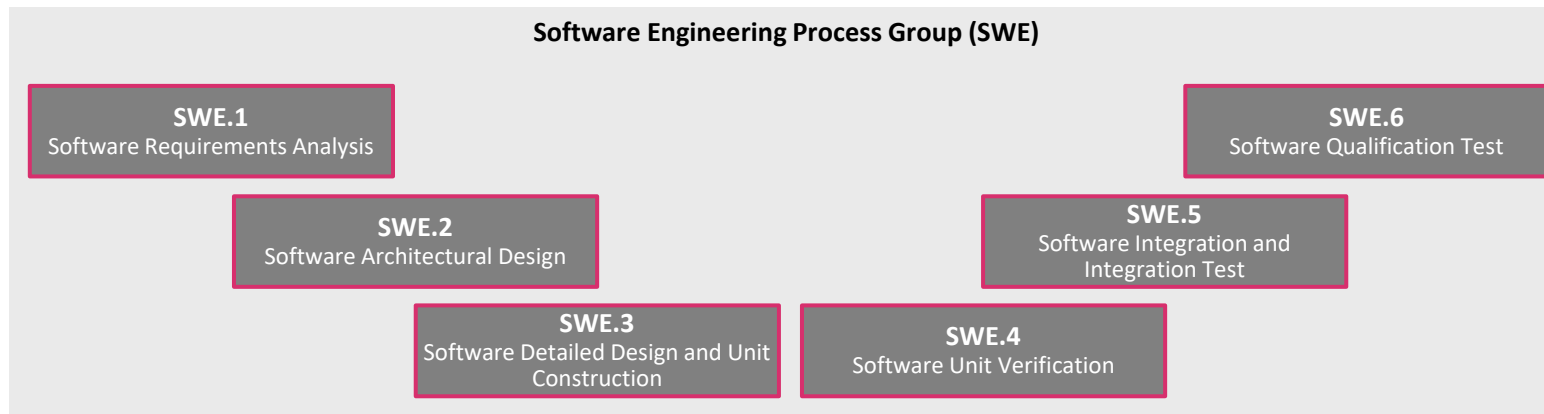 Software Engineering Process Group (SWE)
SWE.1
Software Requirements Analysis
SWE.2
Software Architectural Design
SWE.3
Software Detailed Design and Unit
Construction
SWE.4
Software Unit Verification
SWE.5
Software Integration and
Integration Test
SWE.6
Software Qualification Test